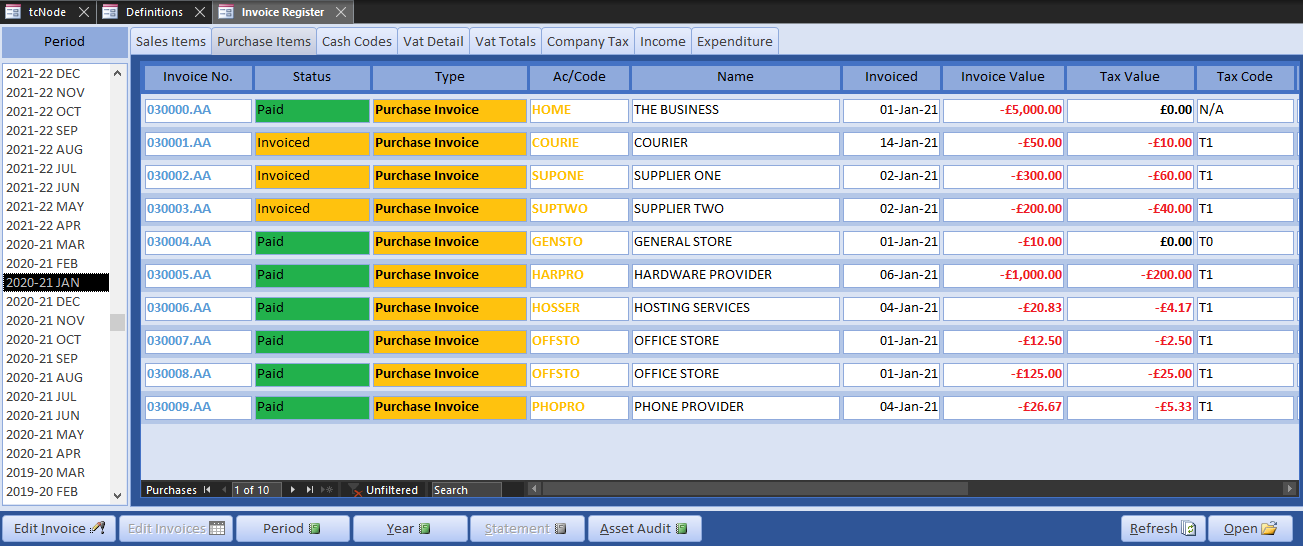 tcNode
Definitions
Invoice Register
Period
Sales Items
Purchase Items
Cash Codes
Vat Detail
Vat Totals
Company Tax
Income
Expenditure
2021-22 DEC
2021-22 NOV
2021-22 OCT
2021-22 SEP
2021-22 AUG
2021-22 JUL
2021-22 JUN
2021-22 MAY
2021-22 APR
2020-21 MAR
2020-21 FEB
2020-21 JAN
2020-21 DEC
2020-21 NOV
2020-21 OCT
2020-21 SEP
2020-21 AUG
2020-21 JUL
2020-21 JUN
2020-21 MAY
2020-21 APR
2019-20 MAR
2019-20 FEB
Invoice No. Status Type Ac/Code Name Invoiced Invoice Value Tax Value Tax Code
030000.AA Paid Purchase Invoice HOME THE BUSINESS 01-Jan-21 -£5,000.00 £0.00 N/A
030001.AA Invoiced Purchase Invoice COURIE COURIER 14-Jan-21 -£50.00 -£10.00 T1
030002.AA Invoiced Purchase Invoice SUPONE SUPPLIER ONE 02-Jan-21 -£300.00 -£60.00 T1
030003.AA Invoiced Purchase Invoice SUPTWO SUPPLIER TWO 02-Jan-21 -£200.00 -£40.00 T1
030004.AA Paid Purchase Invoice GENSTO GENERAL STORE 01-Jan-21 -£10.00 £0.00 T0
030005.AA Paid Purchase Invoice HARPRO HARDWARE PROVIDER 06-Jan-21 -£1,000.00 -£200.00 T1
030006.AA Paid Purchase Invoice HOSSER HOSTING SERVICES 04-Jan-21 -£20.83 -£4.17 T1
030007.AA Paid Purchase Invoice OFFSTO OFFICE STORE 01-Jan-21 -£12.50 -£2.50 T1
030008.AA Paid Purchase Invoice OFFSTO OFFICE STORE 01-Jan-21 -£125.00 -£25.00 T1
030009.AA Paid Purchase Invoice PHOPRO PHONE PROVIDER 04-Jan-21 -£26.67 -£5.33 T1
Purchases 1 of 10 Unfiltered Search
Edit Invoice
Edit Invoices
Period
Year
Statement
Asset Audit
Refresh
Open